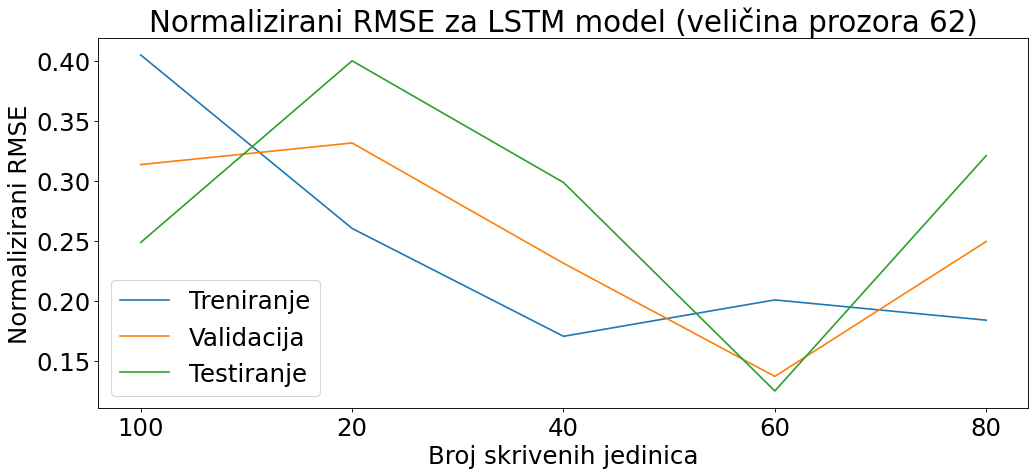 Normalizirani RMSE za LSTM model (veličina prozora 62)
Normalizirani RMSE
0.40
0.35
0.30
0.25
0.20
0.15
Treniranje
Validacija
Testiranje
100 20 40 60 80
Broj skrivenih jedinica